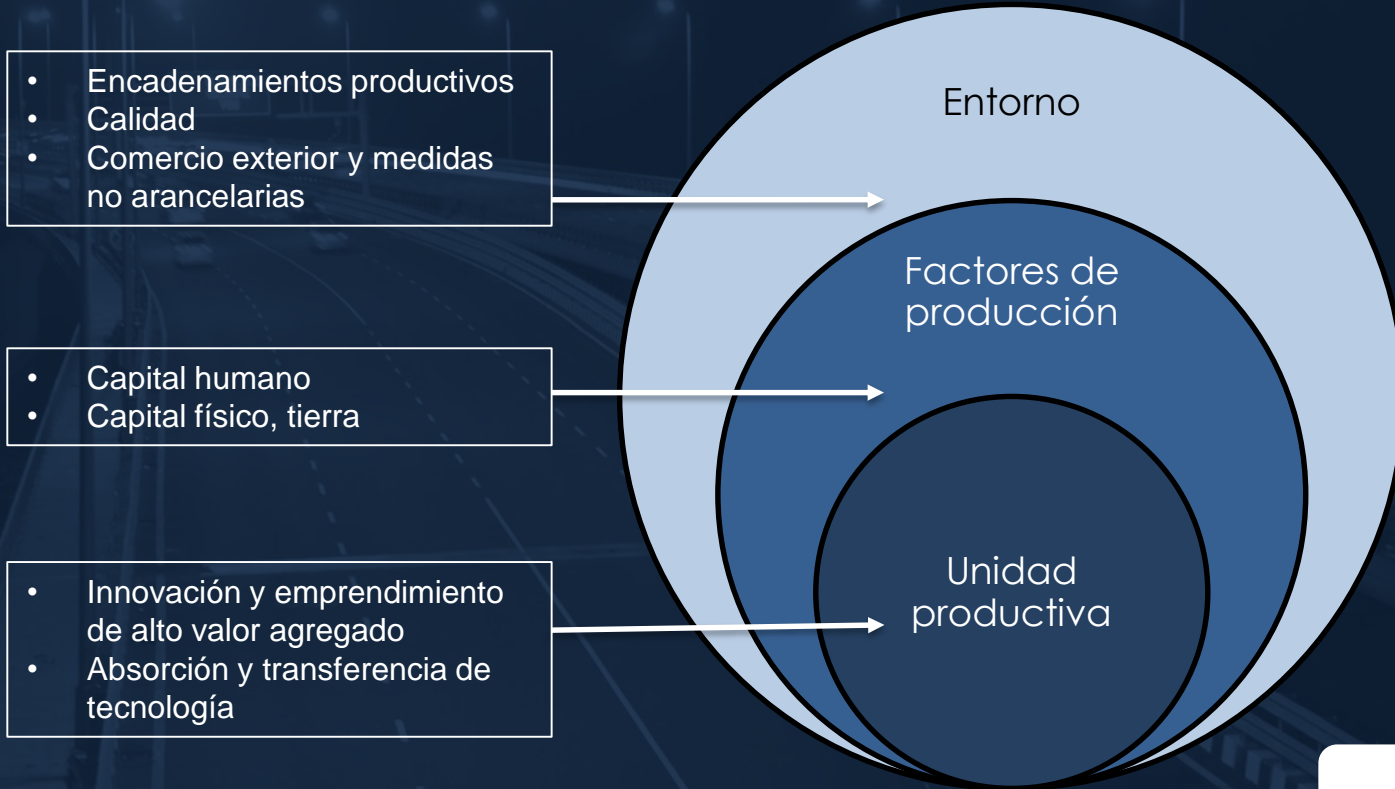 • Encadenamientos productivos
• Calidad
• Comercio exterior y medidas
no arancelarias
Entorno
Factores de
producción
• Capital humano
• Capital físico, tierra
• Innovación y emprendimiento
de alto valor agregado
• Absorción y transferencia de
tecnología
Unidad
productiva